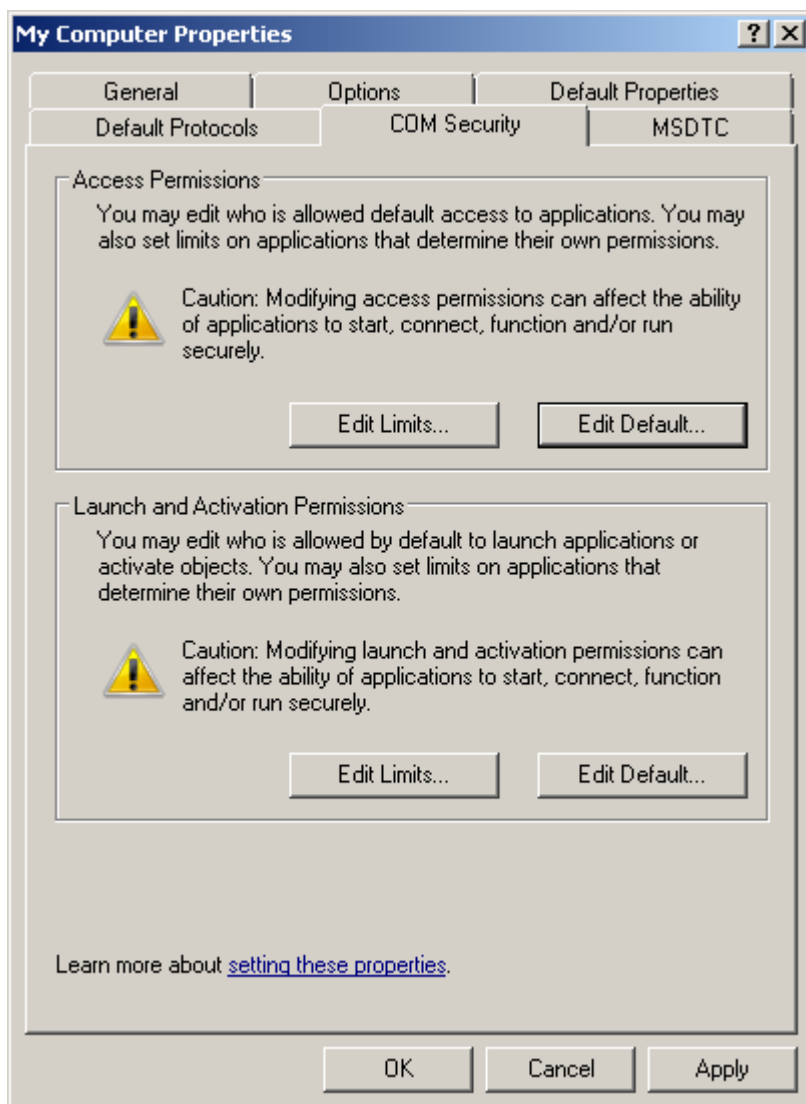 My Computer Properties
General Options Default Properties
Default Protocols COM Security MSDTC
Access Permissions
You may edit who is allowed default access to applications. You may
also set limits on applications that determine their own permissions.
Caution: Modifying access permissions can affect the ability
of applications to start, connect, function and/or run
securely.
Edit Limits... Edit Default...
Launch and Activation Permissions
You may edit who is allowed by default to launch applications or
activate objects. You may also set limits on applications that
determine their own permissions.
Caution: Modifying launch and activation permissions can
affect the ability of applications to start, connect, function
and/or run securely.
Edit Limits... Edit Default...
Learn more about setting these properties.
OK Cancel Apply